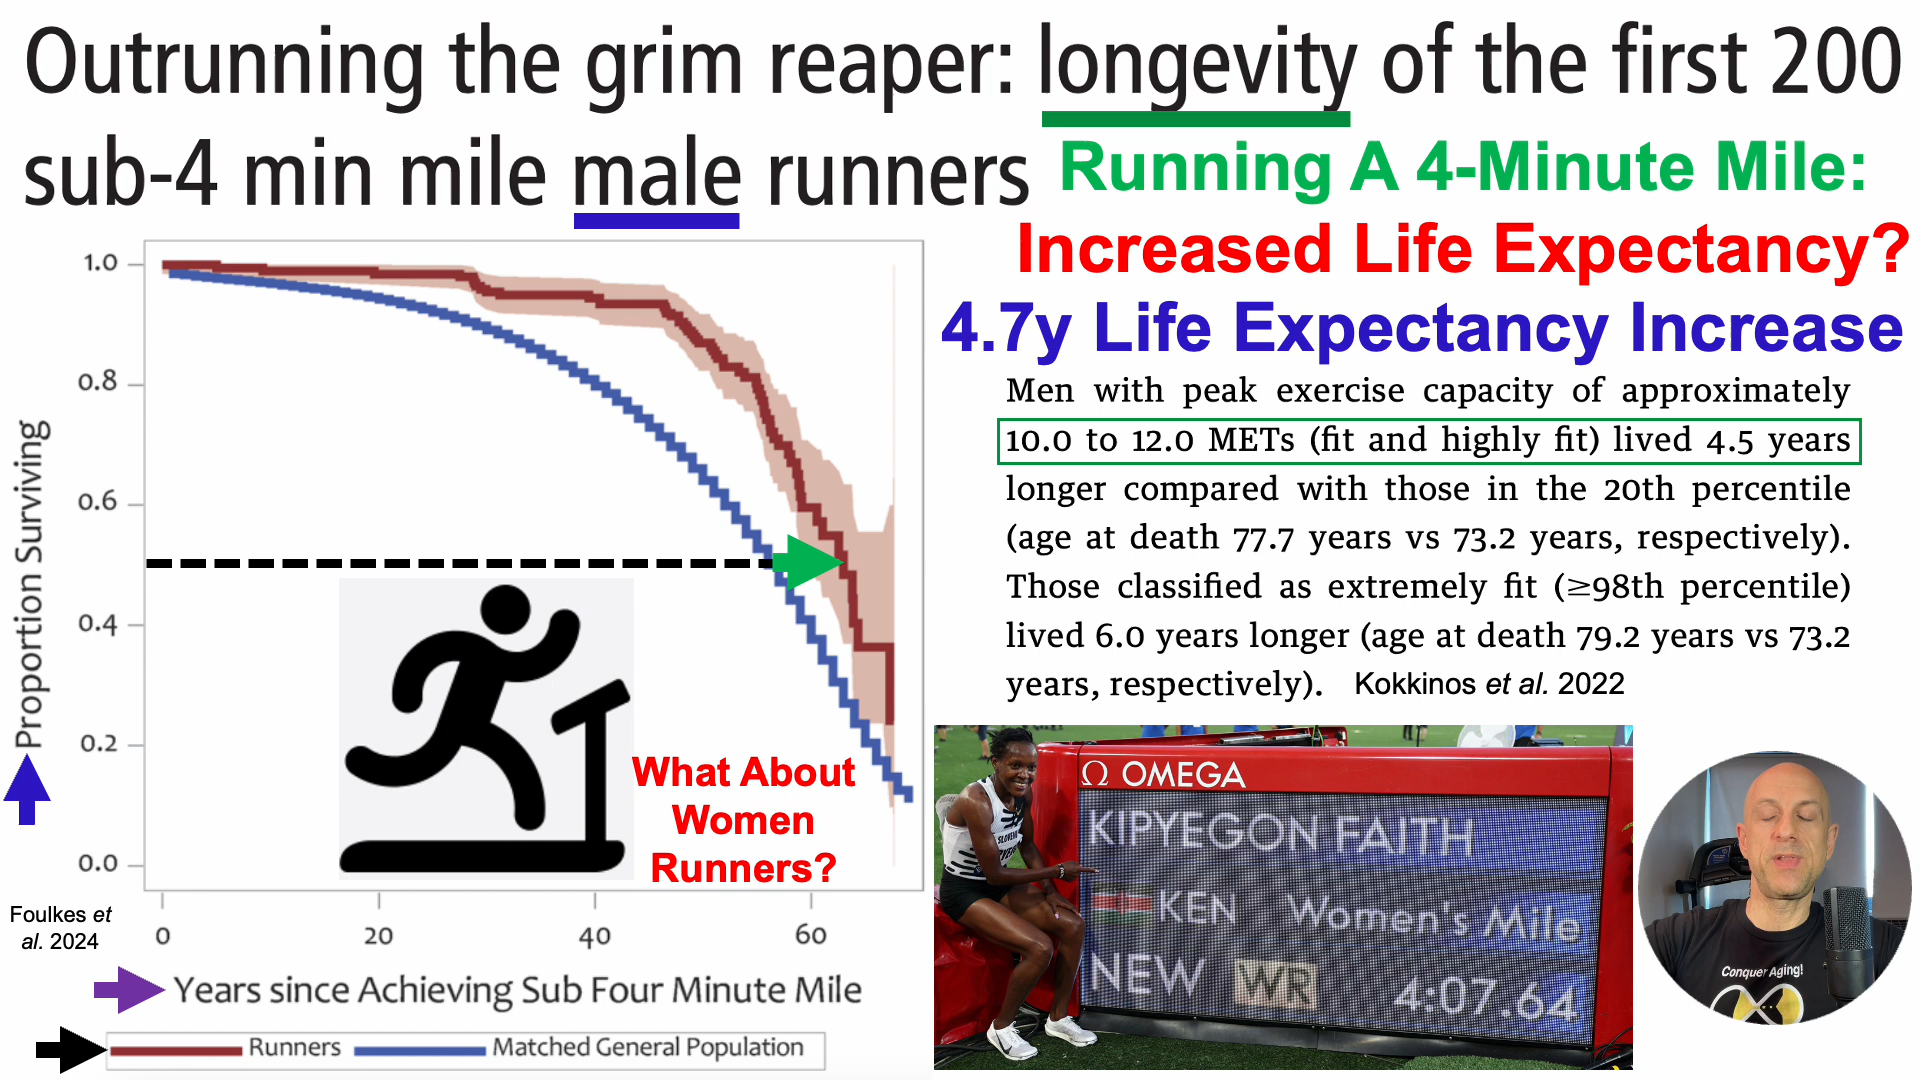 Outrunning the grim reaper: longevity of the first 200
sub-4 min mile male runners
Running A 4-Minute Mile:
Increased Life Expectancy?
4.7y Life Expectancy Increase
Men with peak exercise capacity of approximately
10.0 to 12.0 METs (fit and highly fit) lived 4.5 years
longer compared with those in the 20th percentile
(age at death 77.7 years vs 73.2 years, respectively).
Those classified as extremely fit (≥98th percentile)
lived 6.0 years longer (age at death 79.2 years vs 73.2
years, respectively).
Kokkinos et al. 2022
Proportion Surviving
1.0
0.8
0.6
0.4
0.2
0.0
0 20 40 60
Years since Achieving Sub Four Minute Mile
Runners Matched General Population
Foulkes et
al. 2024
What About
Women
Runners?
Ω OMEGA
KIPYEGON FAITH
KEN Women's Mile
NEW WR 4:07.64
Conquer Aging!